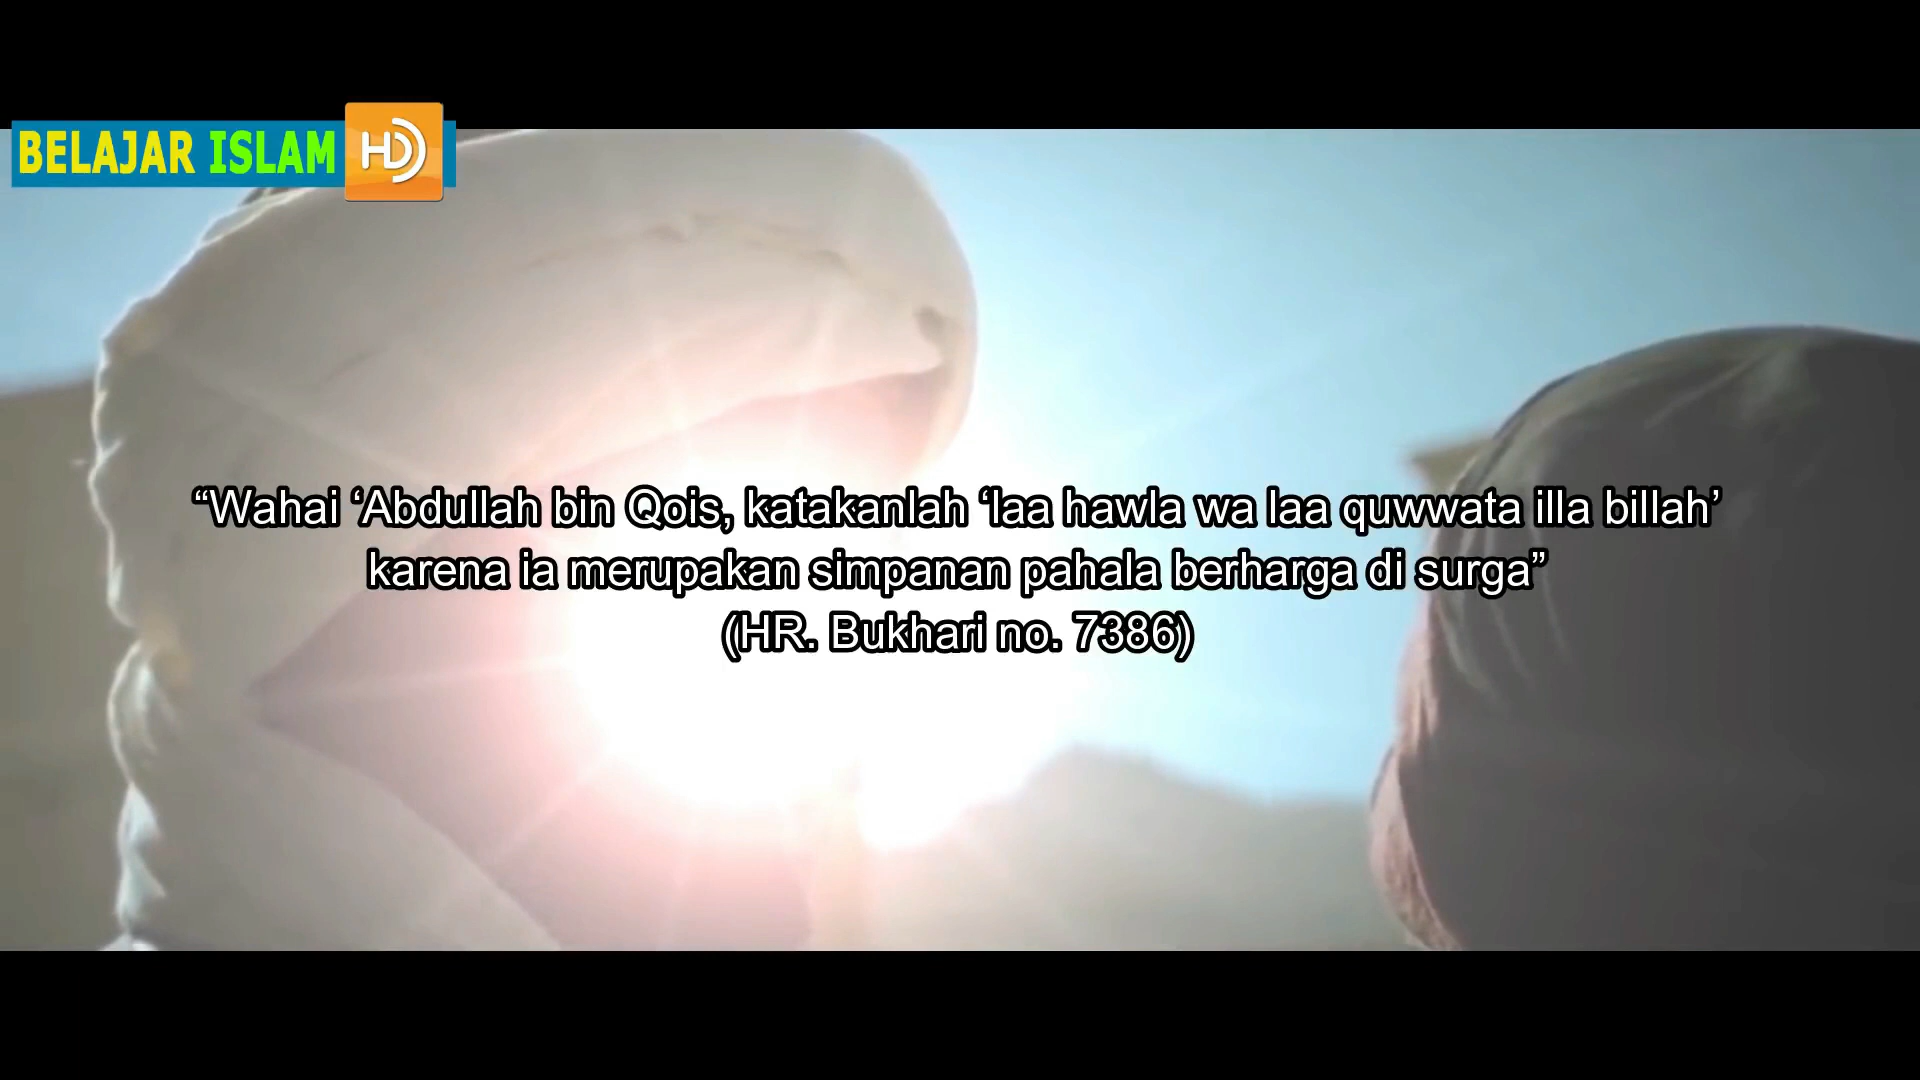 BELAJAR ISLAM HD
“Wahai ‘Abdullah bin Qois, katakanlah ‘laa hawla wa laa quwwata illa billah’
karena ia merupakan simpanan pahala berharga di surga”
(HR. Bukhari no. 7386)